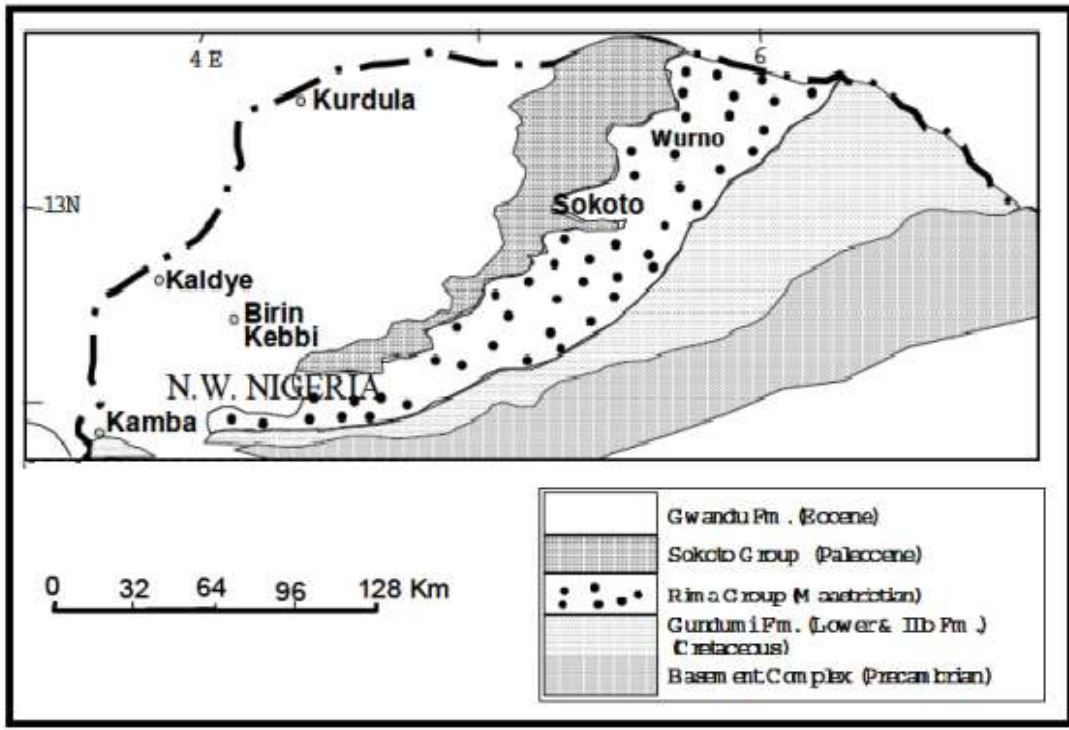 4 E
6
Kurdula
Wurno
13N
Sokoto
Kaldye
Birin
Kebbi
N.W. NIGERIA
Kamba
Gwandu Fm. (Eocene)
Sokoto Group (Paleocene)
Rima Group (Maastrictian)
Gundumi Fm. (Lower & Illo Fm.)
(Cretaceous)
Basement Complex (Precambrian)
0 32 64 96 128 Km